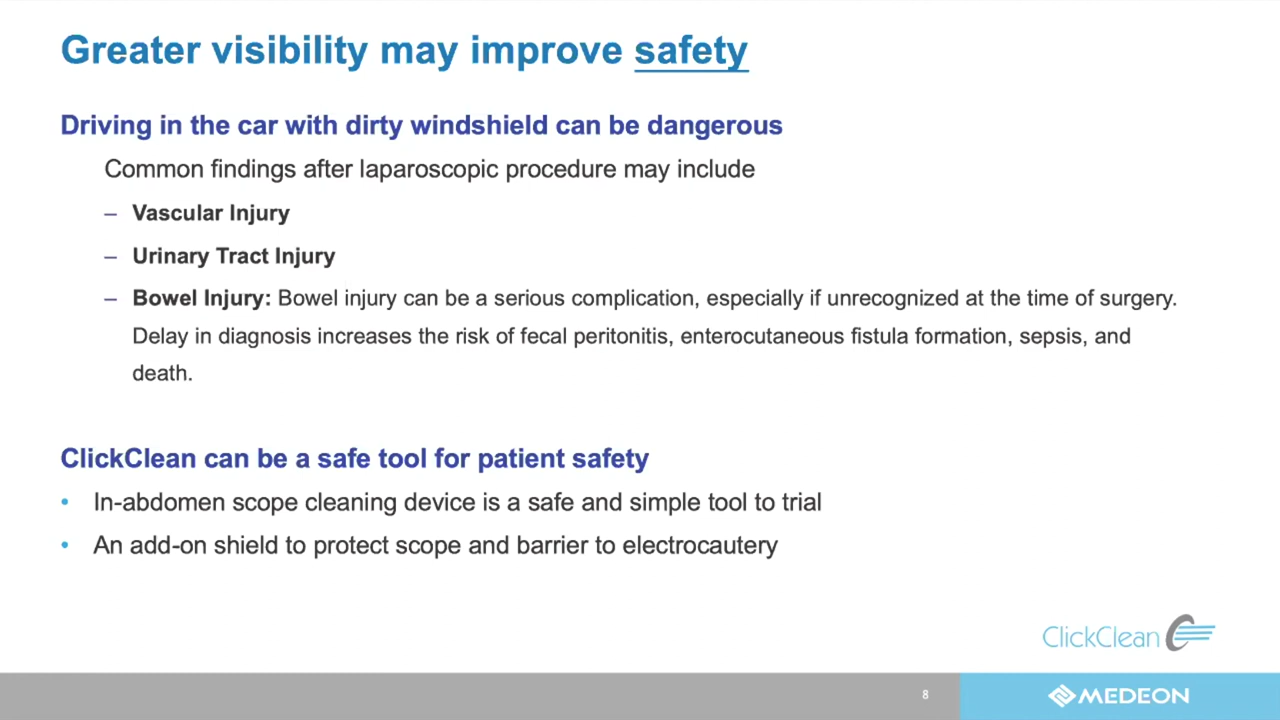 Greater visibility may improve safety
Driving in the car with dirty windshield can be dangerous
Common findings after laparoscopic procedure may include
– Vascular Injury
– Urinary Tract Injury
– Bowel Injury: Bowel injury can be a serious complication, especially if unrecognized at the time of surgery.
Delay in diagnosis increases the risk of fecal peritonitis, enterocutaneous fistula formation, sepsis, and
death.
ClickClean can be a safe tool for patient safety
• In-abdomen scope cleaning device is a safe and simple tool to trial
• An add-on shield to protect scope and barrier to electrocautery
ClickClean
8
MEDEON